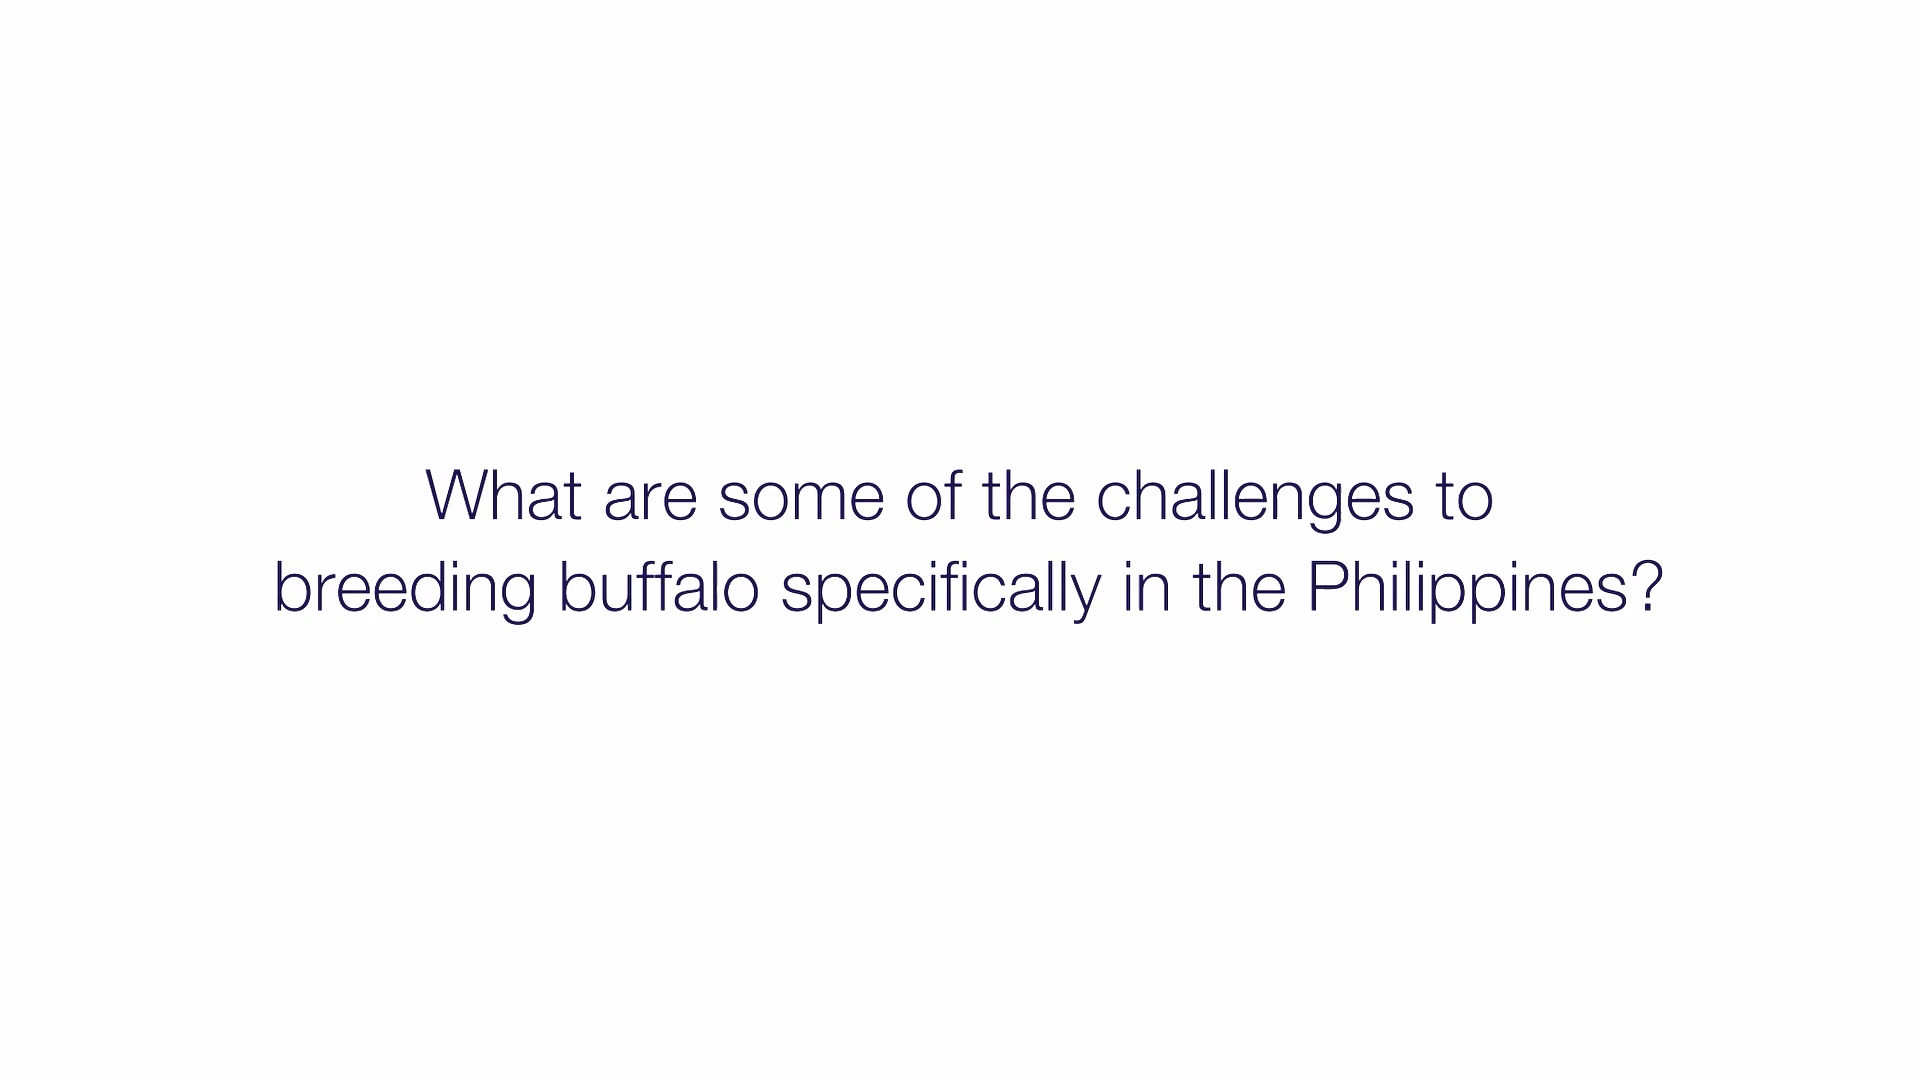 What are some of the challenges to
breeding buffalo specifically in the Philippines?